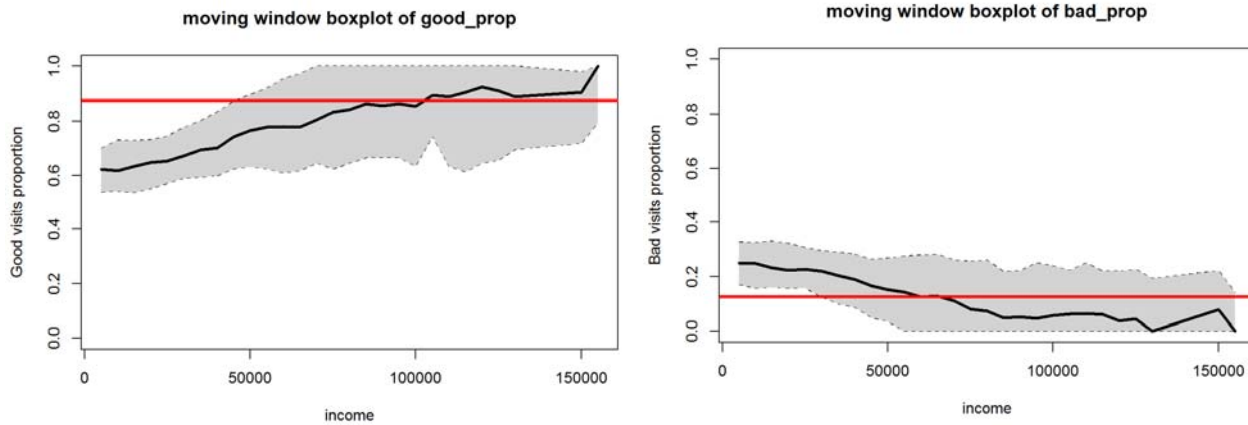 moving window boxplot of good_prop
Good visits proportion
1.0
0.8
0.6
0.4
0.2
0.0
0 50000 100000 150000
income
moving window boxplot of bad_prop
Bad visits proportion
1.0
0.8
0.6
0.4
0.2
0.0
0 50000 100000 150000
income